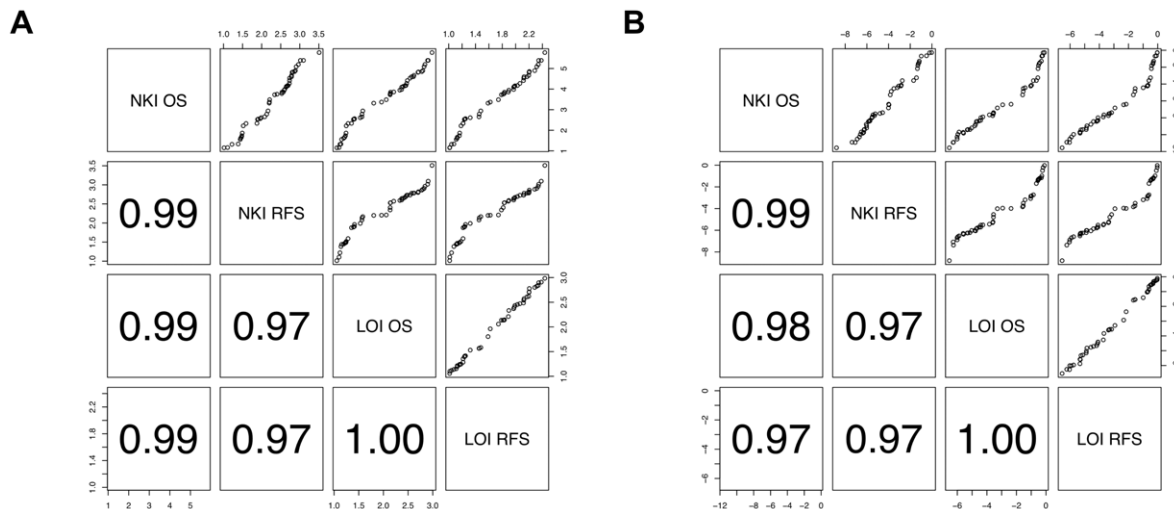 A
1.0 1.5 2.0 2.5 3.0 3.5
1.0 1.4 1.8 2.2
NKI OS
1 2 3 4 5
3.5 3.0 2.5 2.0 1.5 1.0
0.99
NKI RFS
0.99
0.97
LOI OS
3.0 2.5 2.0 1.5 1.0
2.2 1.8 1.4 1.0
0.99
0.97
1.00
LOI RFS
1 2 3 4 5
1.0 1.5 2.0 2.5 3.0
B
−8 −6 −4 −2 0
−6 −4 −2 0
NKI OS
0 −2 −4 −6 −8
0.99
NKI RFS
0.98
0.97
LOI OS
0 −2 −4 −6
0.97
0.97
1.00
LOI RFS
−12 −10 −8 −6 −4 −2 0
−6 −4 −2 0